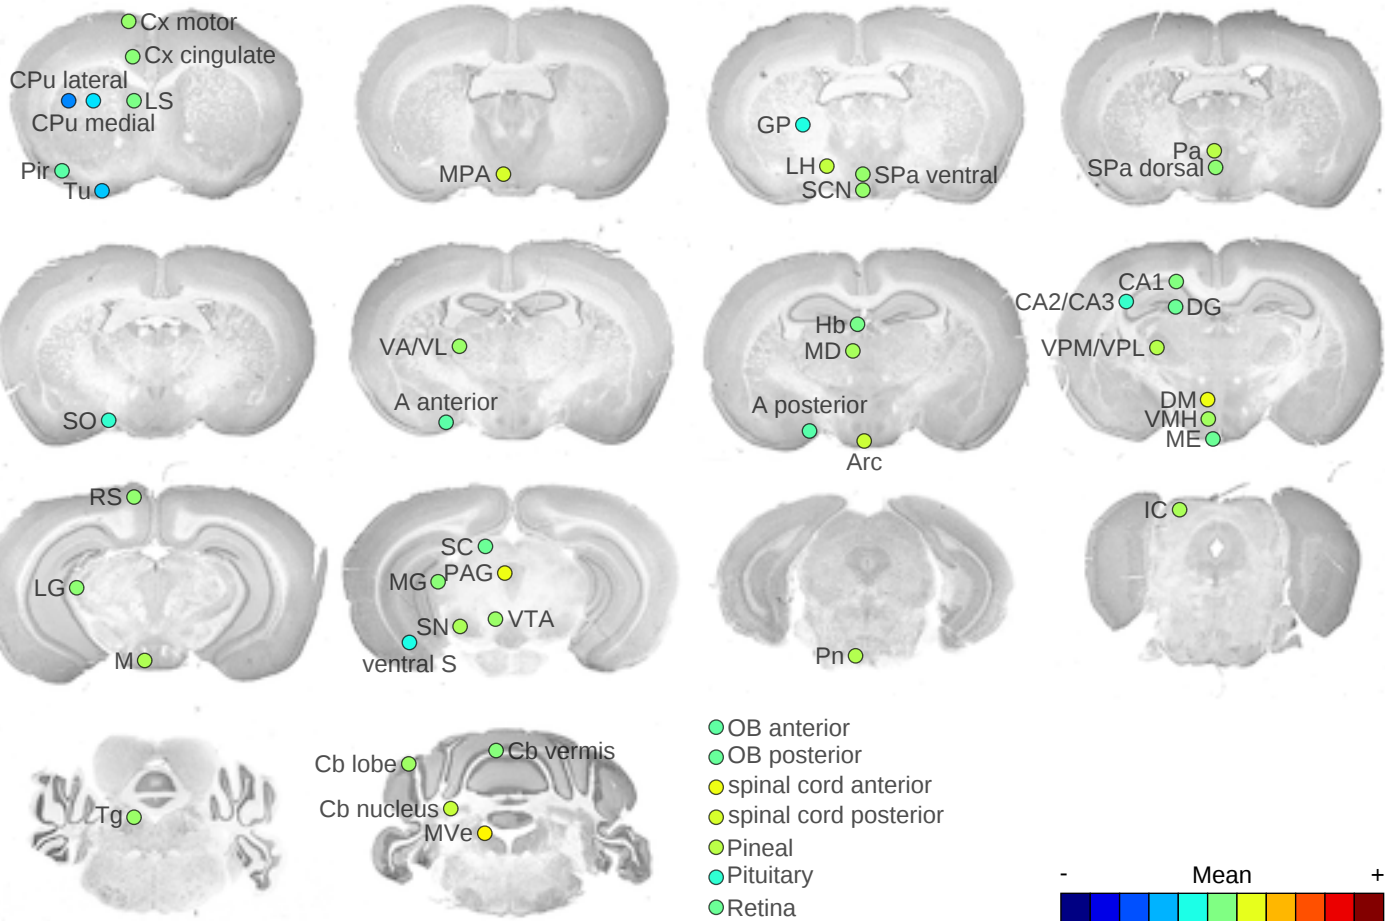 Cx motor
Cx cingulate
CPu lateral
LS
CPu medial
Pir
Tu
MPA
GP
LH
SPa ventral
SCN
Pa
SPa dorsal
SO
VA/VL
A anterior
Hb
MD
A posterior
Arc
CA1
CA2/CA3
DG
VPM/VPL
DM
VMH
ME
RS
LG
M
SC
PAG
MG
VTA
SN
ventral S
Pn
IC
Tg
Cb vermis
Cb lobe
Cb nucleus
MVe
OB anterior
OB posterior
spinal cord anterior
spinal cord posterior
Pineal
Pituitary
Retina
- Mean +